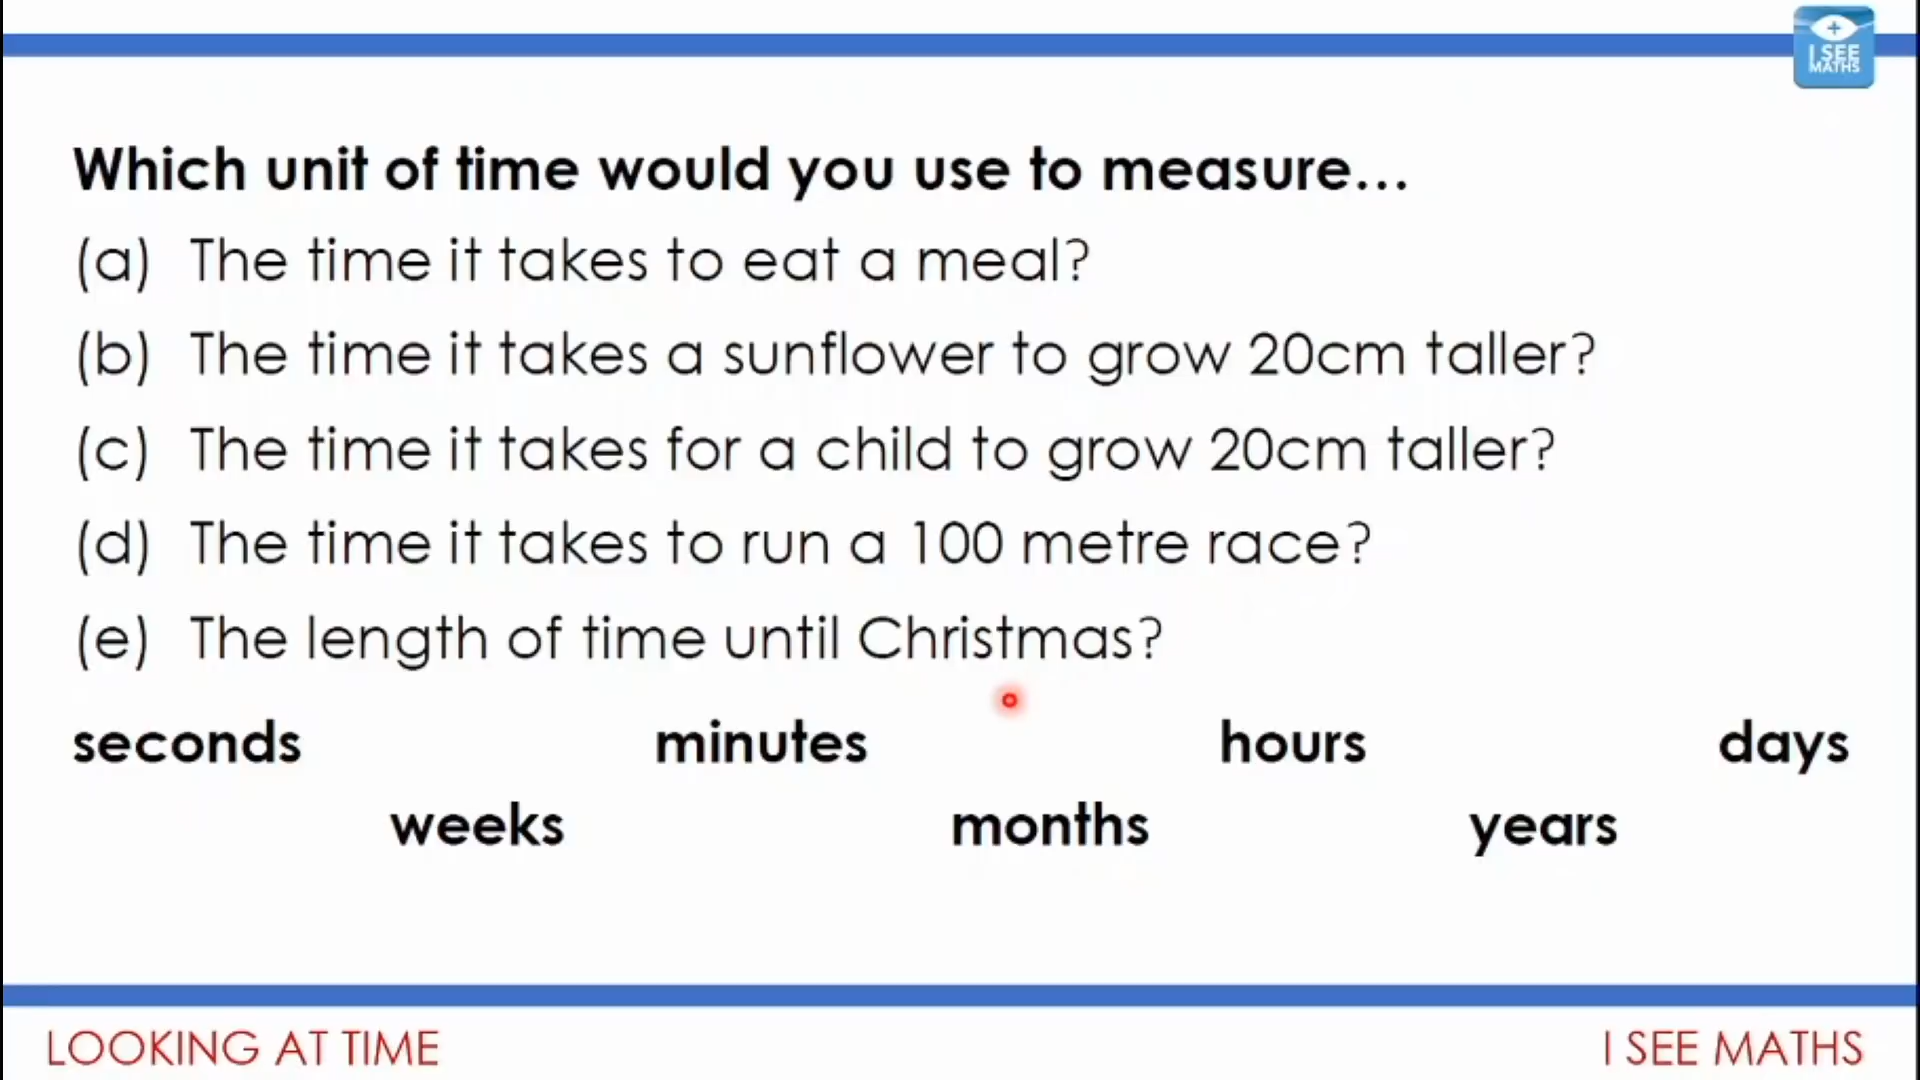 I SEE
MATHS
Which unit of time would you use to measure...
(a) The time it takes to eat a meal?
(b) The time it takes a sunflower to grow 20cm taller?
(c) The time it takes for a child to grow 20cm taller?
(d) The time it takes to run a 100 metre race?
(e) The length of time until Christmas?
seconds minutes hours days
weeks months years
LOOKING AT TIME I SEE MATHS